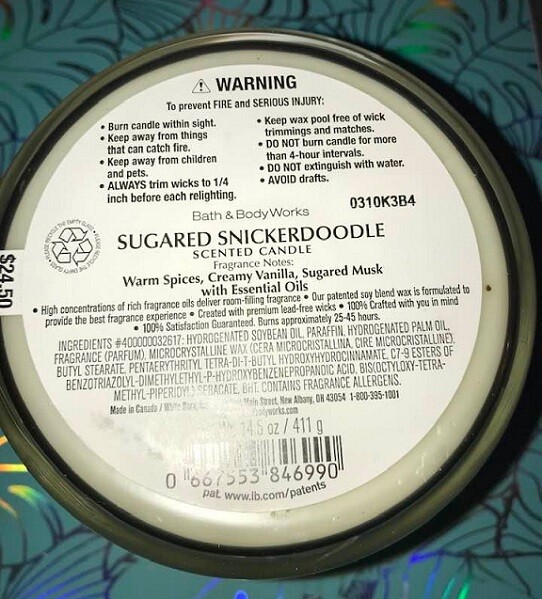 ⚠ WARNING
To prevent FIRE and SERIOUS INJURY:
• Burn candle within sight.
• Keep away from things
that can catch fire.
• Keep away from children
and pets.
• ALWAYS trim wicks to 1/4
inch before each relighting.
• Keep wax pool free of wick
trimmings and matches.
• DO NOT burn candle for more
than 4-hour intervals.
• DO NOT extinguish with water.
• AVOID drafts.
0310K3B4
Bath & Body Works
SUGARED SNICKERDOODLE
SCENTED CANDLE
Fragrance Notes:
Warm Spices, Creamy Vanilla, Sugared Musk
with Essential Oils
• High concentrations of rich fragrance oils deliver room-filling fragrance • Our patented soy blend wax is formulated to
provide the best fragrance experience • Created with premium lead-free wicks • 100% Crafted with you in mind
• 100% Satisfaction Guaranteed. Burns approximately 25-45 hours.
INGREDIENTS #400000032617: HYDROGENATED SOYBEAN OIL, PARAFFIN, HYDROGENATED PALM OIL,
FRAGRANCE (PARFUM), MICROCRYSTALLINE WAX (CERA MICROCRISTALLINA, CIRE MICROCRISTALLINE),
BUTYL STEARATE, PENTAERYTHRITYL TETRA-DI-T-BUTYL HYDROXYHYDROCINNAMATE, C7-9 ESTERS OF
BENZOTRIAZOLYL-DIMETHYLETHYL-P-HYDROXYBENZENEPROPANOIC ACID, BIS(OCTYLOXY-TETRA-
METHYL-PIPERIDYL) SEBACATE, BHT. CONTAINS FRAGRANCE ALLERGENS.
Made in Canada / White Barn, Main Street, New Albany, OH 43054 1-800-395-1001
14.5 oz / 411 g
0 667553 846990
pat. www.lb.com/patents
$24.50